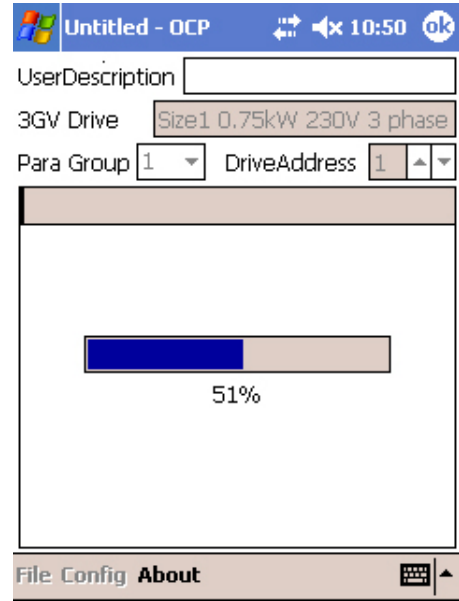 Untitled - OCP 10:50 ok
UserDescription
3GV Drive Size1 0.75kW 230V 3 phase
Para Group 1 DriveAddress 1
51%
File Config About